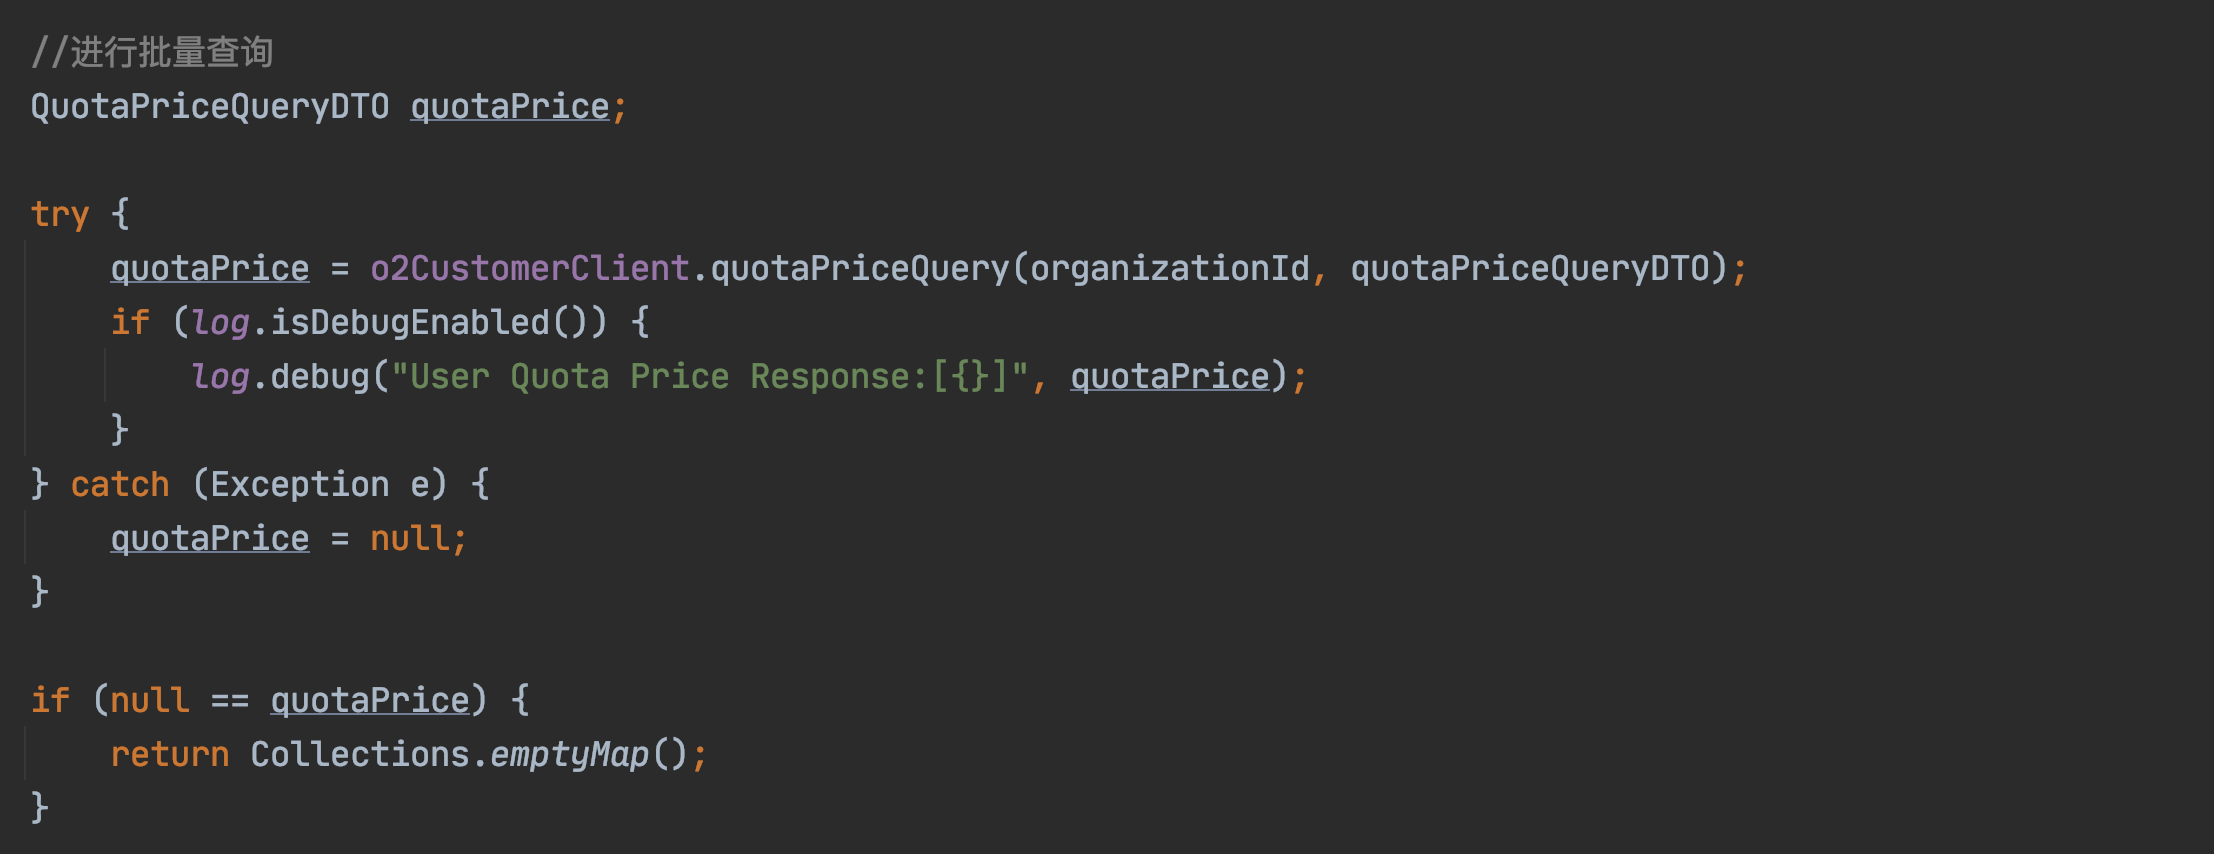 //进行批量查询
QuotaPriceQueryDTO quotaPrice;
try {
quotaPrice = o2CustomerClient.quotaPriceQuery(organizationId, quotaPriceQueryDTO);
if (log.isDebugEnabled()) {
log.debug("User Quota Price Response:[{}]", quotaPrice);
}
} catch (Exception e) {
quotaPrice = null;
}
if (null == quotaPrice) {
return Collections.emptyMap();
}